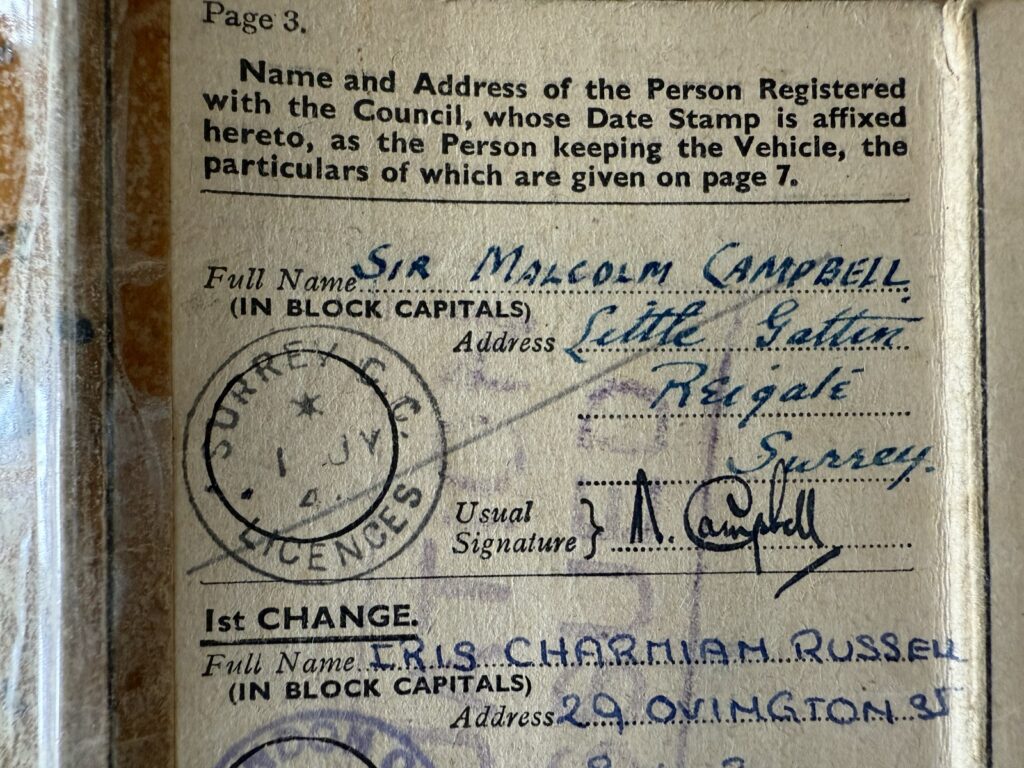 Page 3.
Name and Address of the Person Registered
with the Council, whose Date Stamp is affixed
hereto, as the Person keeping the Vehicle, the
particulars of which are given on page 7.
Full Name SIR MALCOLM CAMPBELL.
(IN BLOCK CAPITALS)
Address Little Gatten
Reigate
Surrey.
SURREY C.C.
1 JY
LICENCES
Usual
Signature } M. Campbell
1st CHANGE.
Full Name IRIS CHARMIAN RUSSELL
(IN BLOCK CAPITALS)
Address 29 OVINGTON ST